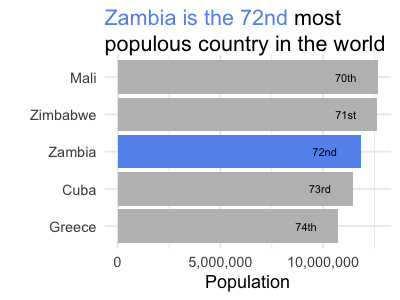 Zambia is the 72nd most
populous country in the world
Mali 70th
Zimbabwe 71st
Zambia 72nd
Cuba 73rd
Greece 74th
0 5,000,000 10,000,000
Population